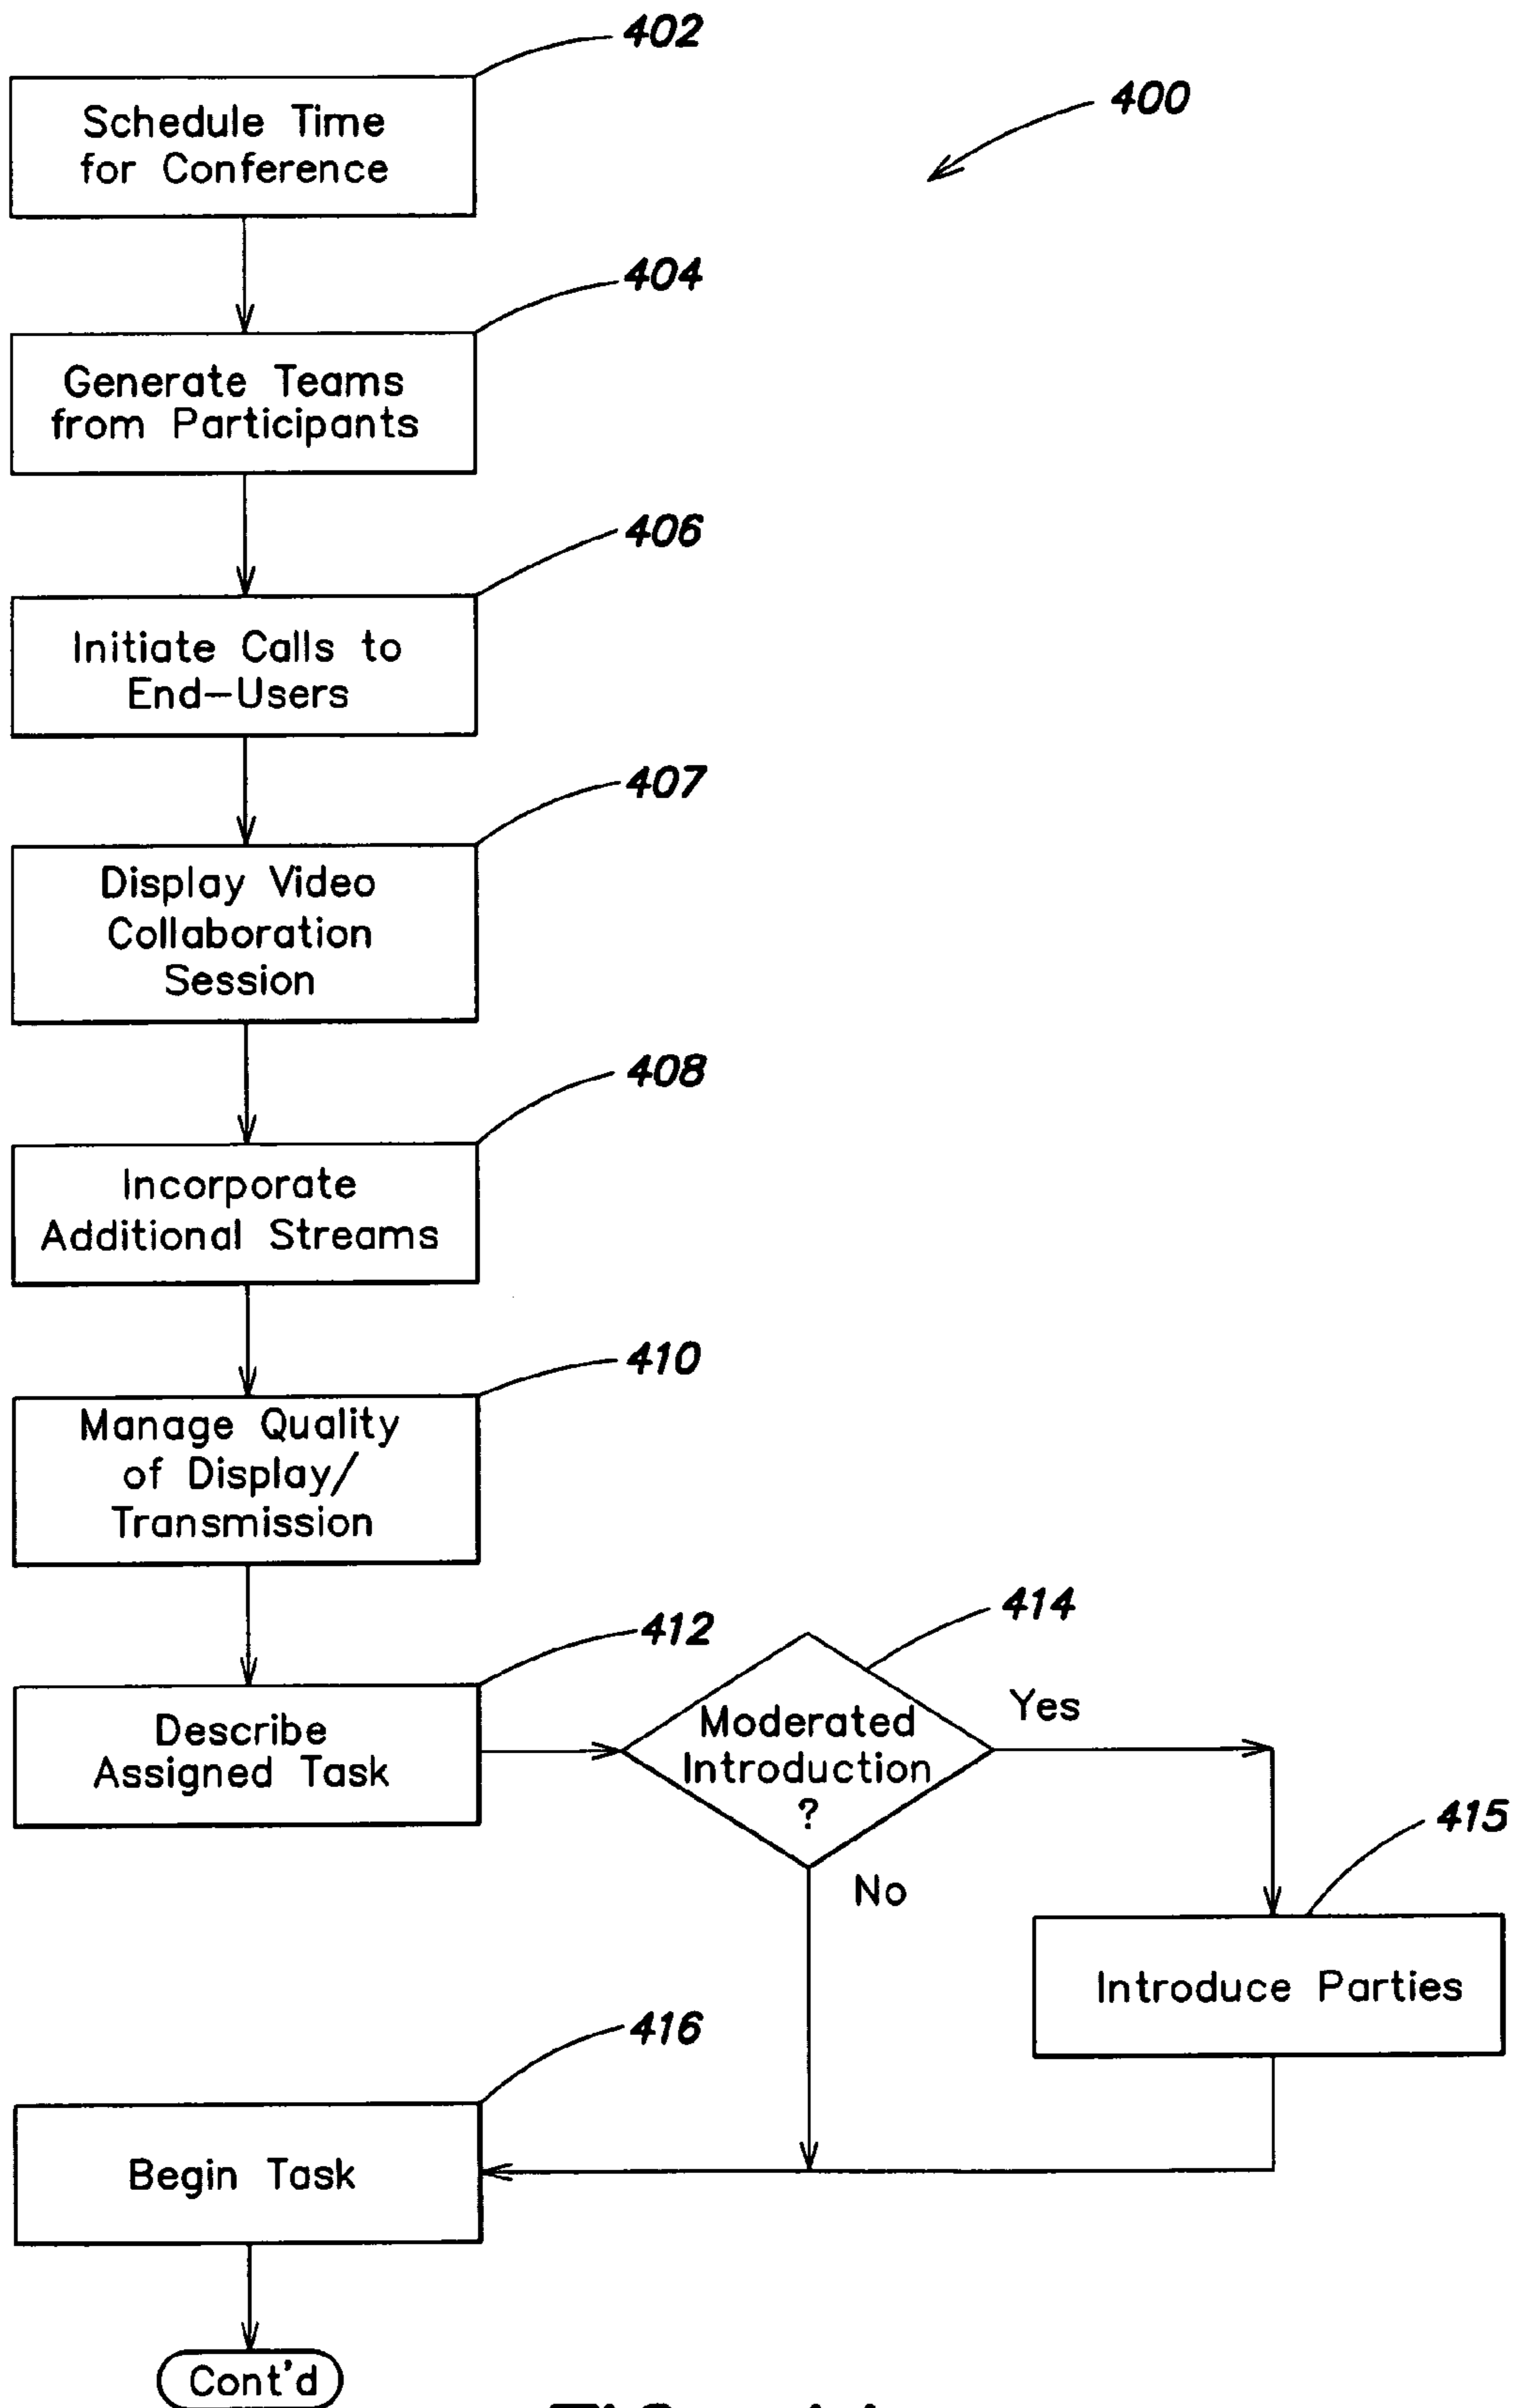 402
400
Schedule Time
for Conference
404
Generate Teams
from Participants
406
Initiate Calls to
End-Users
407
Display Video
Collaboration
Session
408
Incorporate
Additional Streams
410
Manage Quality
of Display/
Transmission
412
414
Describe
Assigned Task
Moderated
Introduction
?
Yes
No
415
Introduce Parties
416
Begin Task
Cont'd